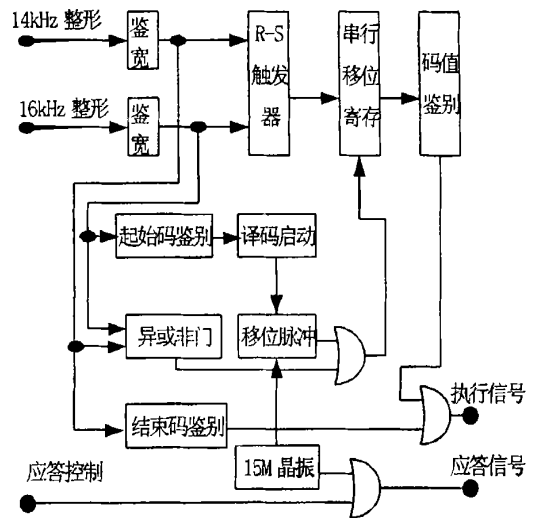 14kHz 整形
鉴宽
R-S触发器
串行移位寄存
码值鉴别
16kHz 整形
鉴宽
起始码鉴别
译码启动
异或非门
移位脉冲
结束码鉴别
执行信号
15M 晶振
应答控制
应答信号